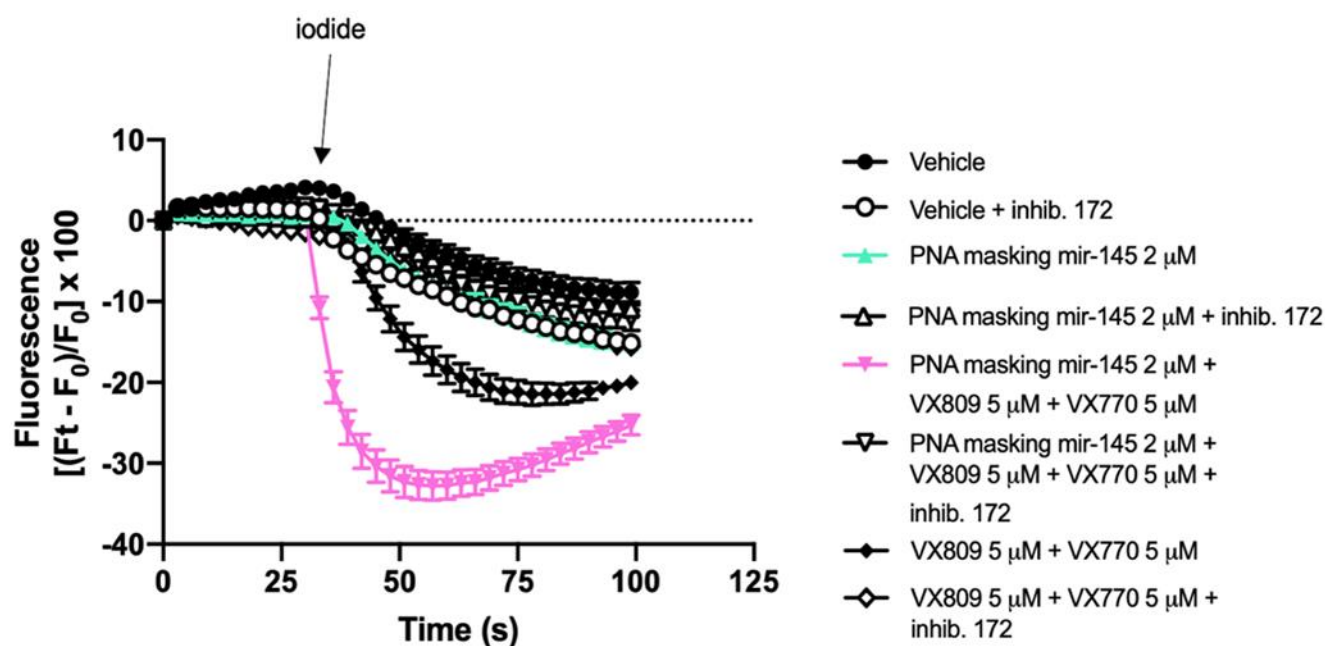 iodide
Fluorescence
[(Ft - F₀)/F₀] x 100
10
0
-10
-20
-30
-40
0
25
50
75
100
125
Time (s)
Vehicle
Vehicle + inhib. 172
PNA masking mir-145 2 μM
PNA masking mir-145 2 μM + inhib. 172
PNA masking mir-145 2 μM +
VX809 5 μM + VX770 5 μM
PNA masking mir-145 2 μM +
VX809 5 μM + VX770 5 μM +
inhib. 172
VX809 5 μM + VX770 5 μM
VX809 5 μM + VX770 5 μM +
inhib. 172